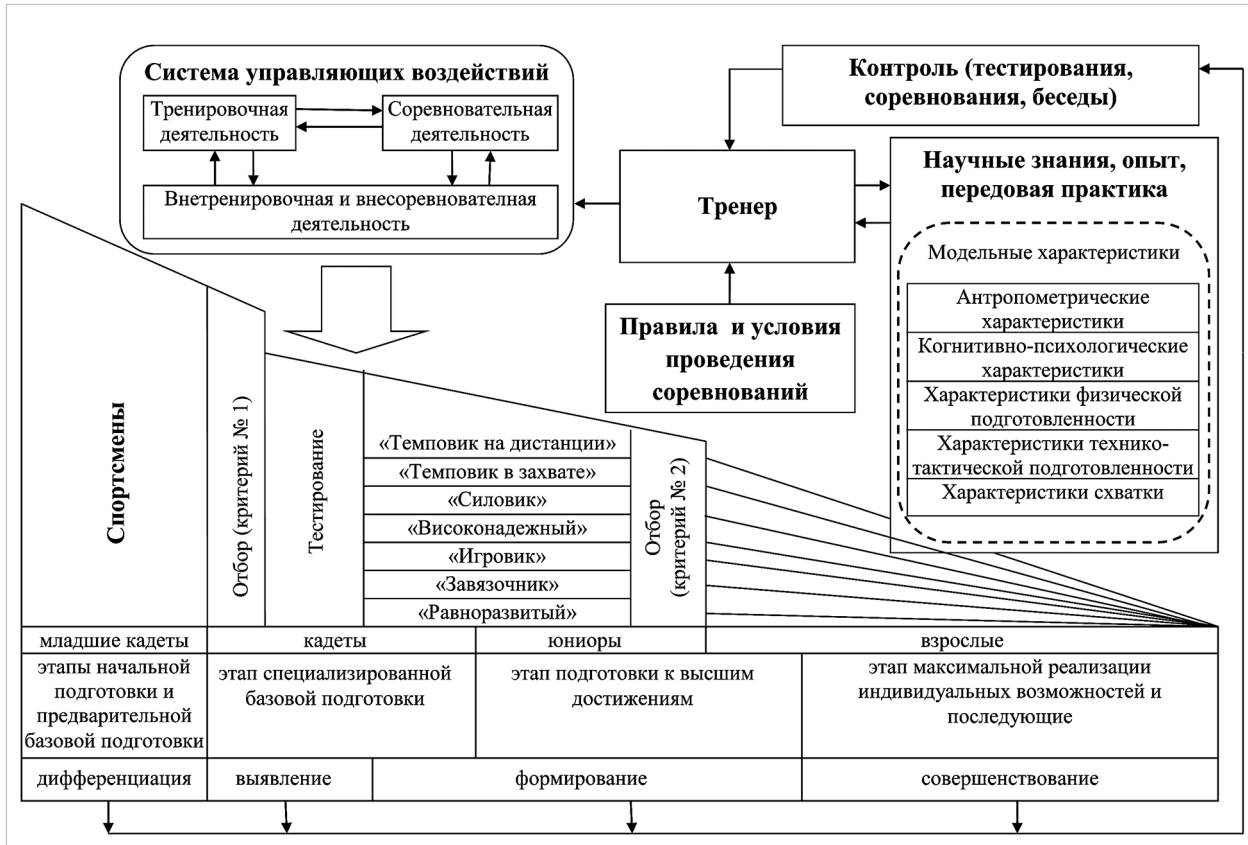 Система управляющих воздействий
Тренировочная
деятельность
Соревновательная
деятельность
Внетренировочная и внесоревнователная
деятельность
Контроль (тестирования,
соревнования, беседы)
Тренер
Научные знания, опыт,
передовая практика
Модельные характеристики
Антропометрические
характеристики
Когнитивно-психологические
характеристики
Характеристики физической
подготовленности
Характеристики технико-
тактической подготовленности
Характеристики схватки
Правила и условия
проведения
соревнований
Спортсмены
Отбор (критерий № 1)
Тестирование
«Темповик на дистанции»
«Темповик в захвате»
«Силовик»
«Високонадежный»
«Игровик»
«Завязочник»
«Равноразвитый»
Отбор
(критерий № 2)
младшие кадеты
кадеты
юниоры
взрослые
этапы начальной
подготовки и
предварительной
базовой подготовки
этап специализированной
базовой подготовки
этап подготовки к высшим
достижениям
этап максимальной реализации
индивидуальных возможностей и
последующие
дифференциация
выявление
формирование
совершенствование